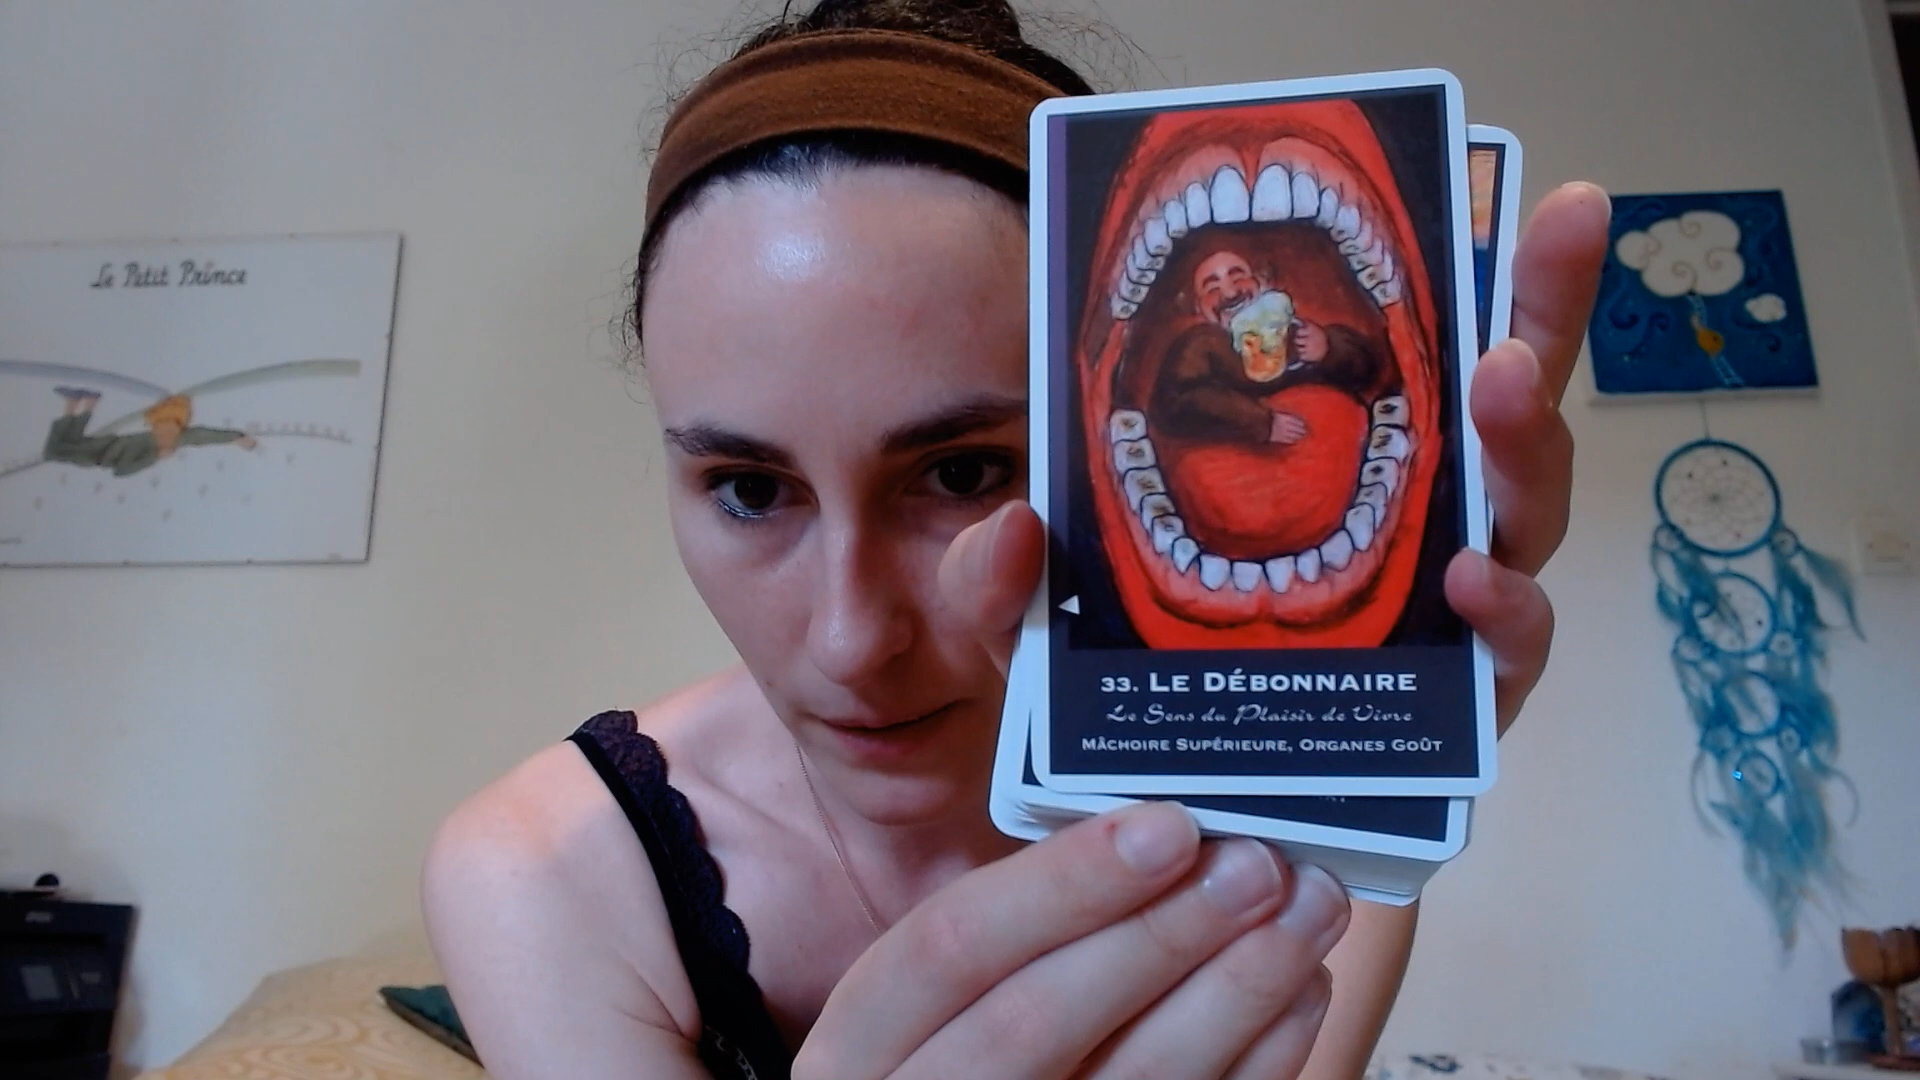 Le Petit Prince
33. Le Débonnaire
Le Sens du Plaisir de Vivre
Mâchoire Supérieure, Organes Goût